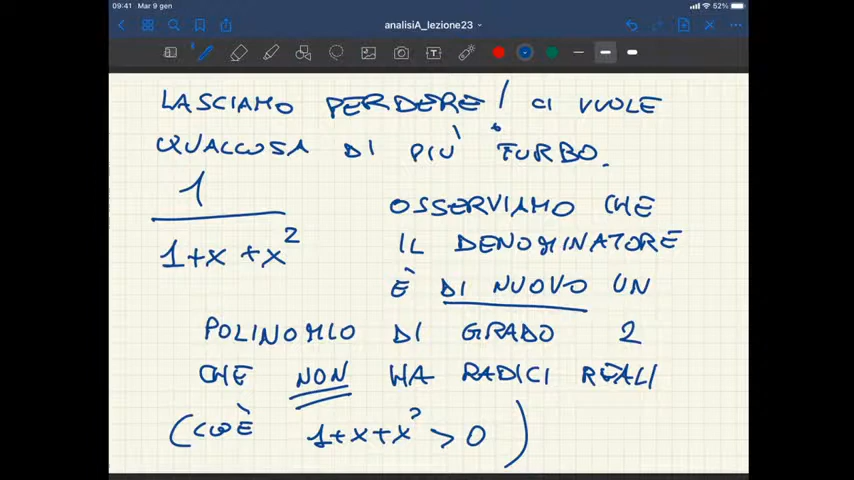 09:41 Mar 9 gen
52%
analisiA_lezione23
LASCIAMO PERDERE! CI VUOLE
QUALCOSA DI PIÙ FURBO.
1
1+x+x²
OSSERVIAMO CHE
IL DENOMINATORE
È DI NUOVO UN
POLINOMIO DI GRADO 2
CHE NON HA RADICI REALI
(CIOÈ 1+x+x² > 0)